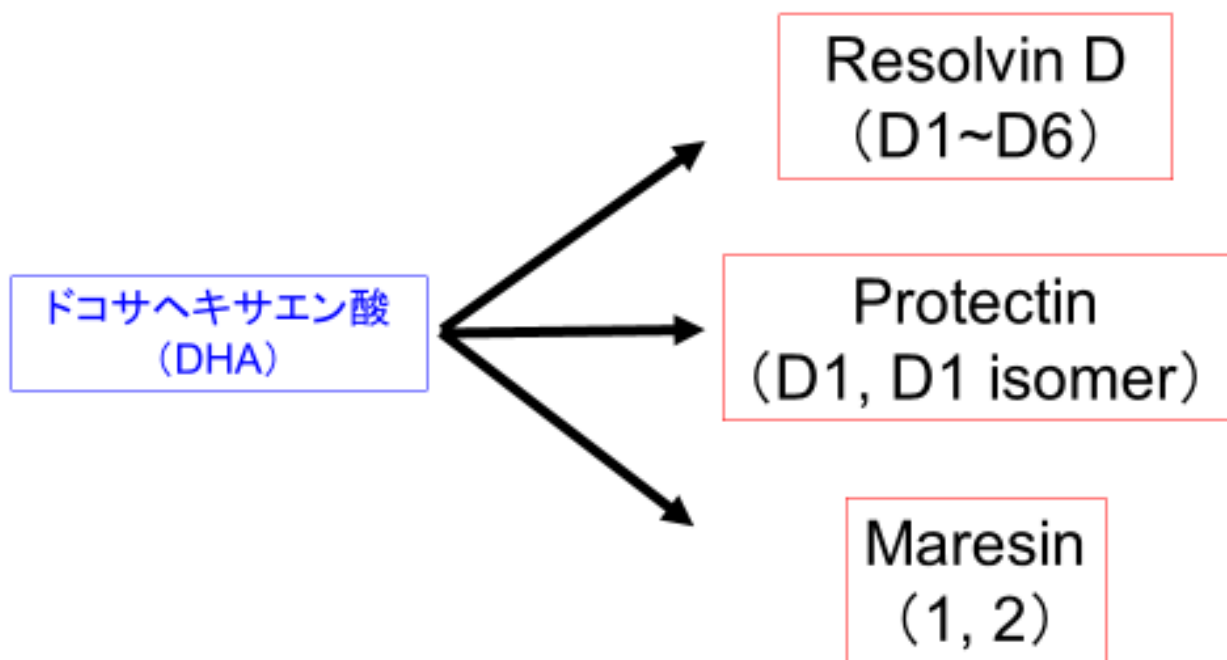 Resolvin D
（D1~D6）
ドコサヘキサエン酸
（DHA）
Protectin
（D1, D1 isomer）
Maresin
（1, 2）